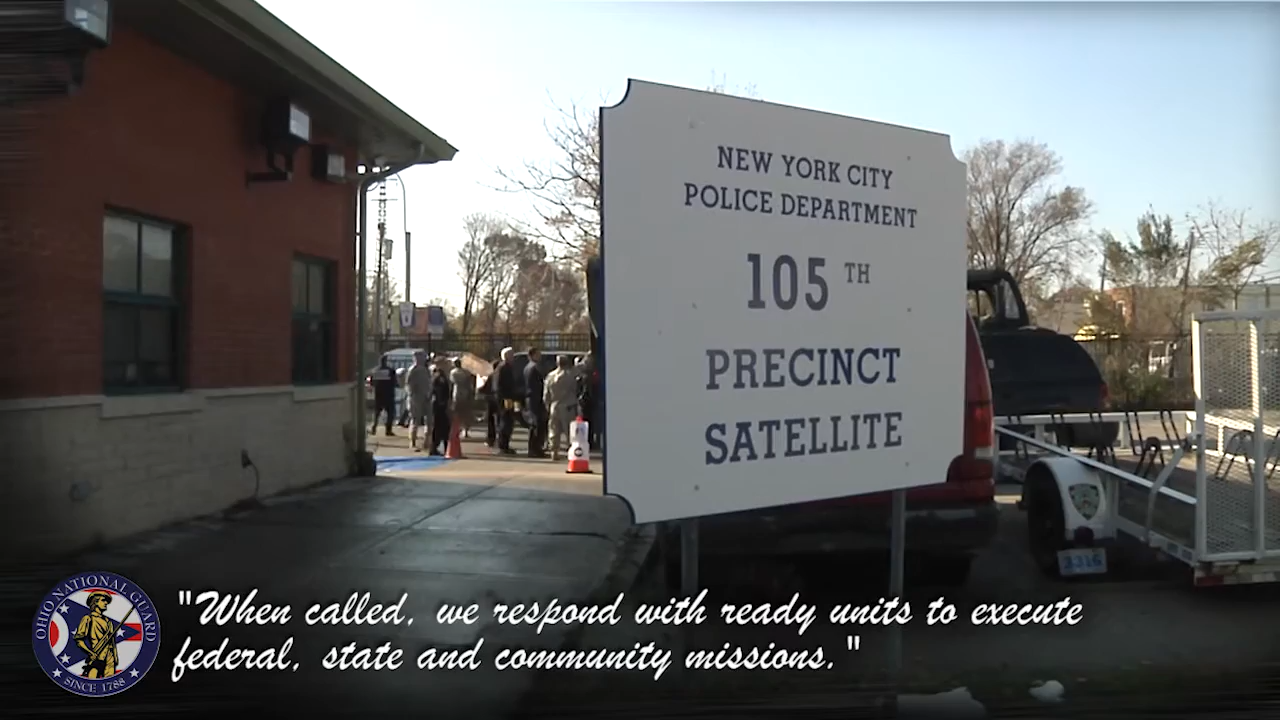 NEW YORK CITY
POLICE DEPARTMENT
105 TH
PRECINCT
SATELLITE
3316
OHIO NATIONAL GUARD
SINCE 1788
"When called, we respond with ready units to execute
federal, state and community missions."